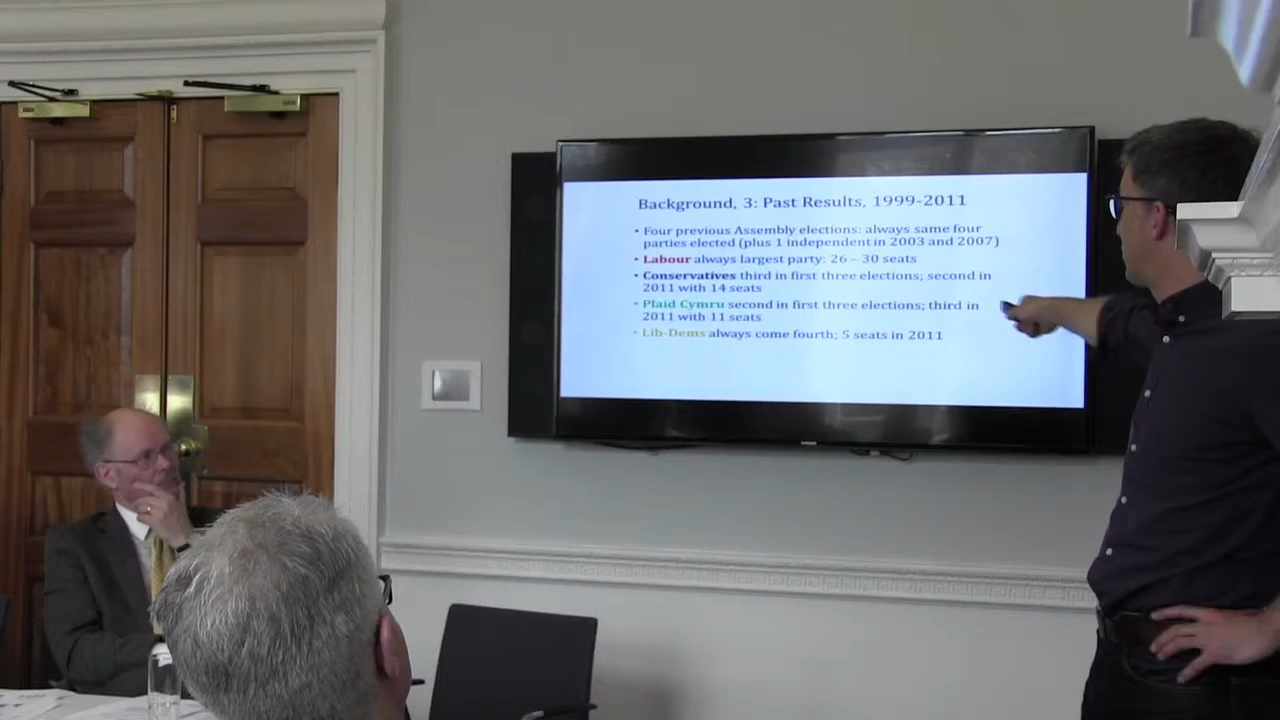 Background, 3: Past Results, 1999-2011
• Four previous Assembly elections: always same four
parties elected (plus 1 independent in 2003 and 2007)
• Labour always largest party: 26 – 30 seats
• Conservatives third in first three elections; second in
2011 with 14 seats
• Plaid Cymru second in first three elections; third in
2011 with 11 seats
• Lib-Dems always come fourth; 5 seats in 2011